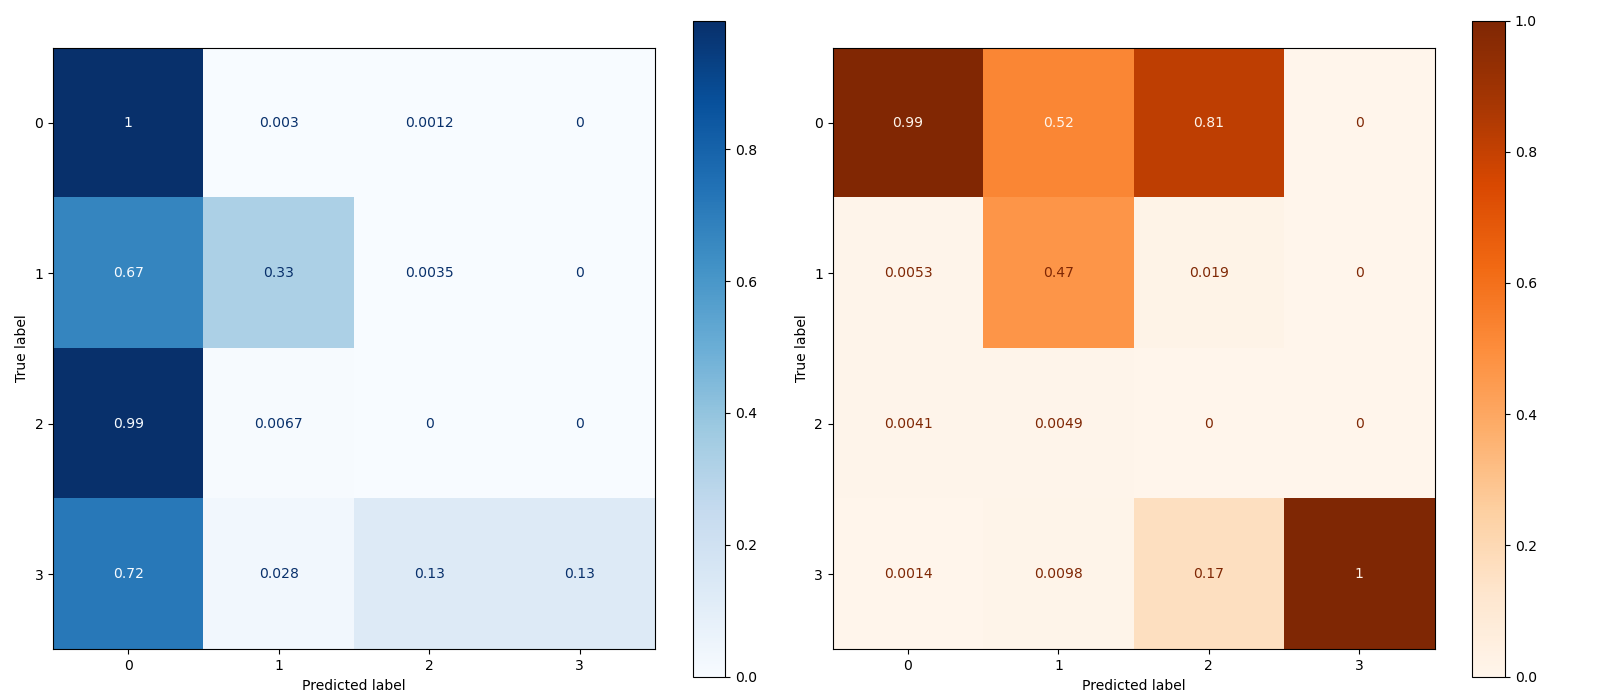 1.0
0 1 0.003 0.0012 0 0 0.99 0.52 0.81 0
0.8 0.8
1 0.67 0.33 0.0035 0 1 0.0053 0.47 0.019 0
0.6 0.6
True label True label
0.4 0.4
2 0.99 0.0067 0 0 2 0.0041 0.0049 0 0
0.2 0.2
3 0.72 0.028 0.13 0.13 3 0.0014 0.0098 0.17 1
0.0 0.0
0 1 2 3 0 1 2 3
Predicted label Predicted label